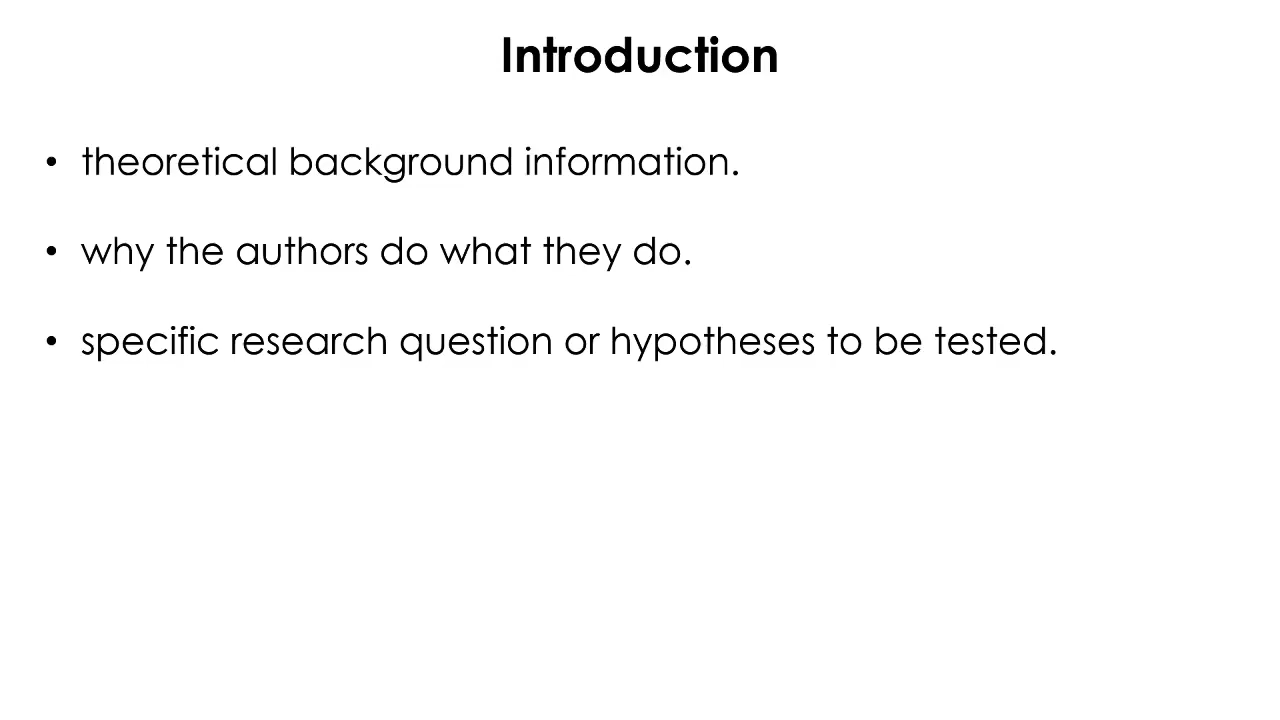 Introduction
• theoretical background information.
• why the authors do what they do.
• specific research question or hypotheses to be tested.